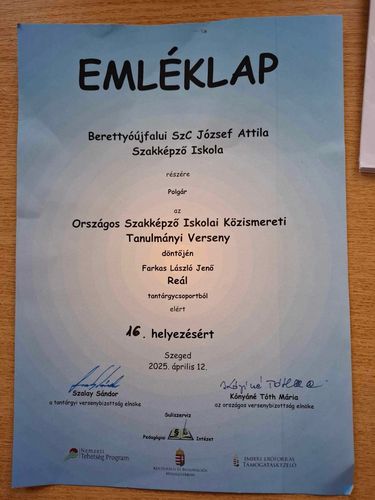 EMLÉKLAP
Berettyóújfalui SzC József Attila
Szakképző Iskola
részére
Polgár
az
Országos Szakképző Iskolai Közismereti
Tanulmányi Verseny
döntőjén
Farkas László Jenő
Reál
tantárgycsoportból
elért
16. helyezésért
Szeged
2025. április 12.
Szalay Sándor
a tantárgyi versenybizottság elnöke
Kónyáné Tóth Mária
az országos versenybizottság elnöke
Suliszerviz
Pedagógiai Intézet
Nemzeti
Tehetség Program
Emberi Erőforrás
Támogatáskezelő